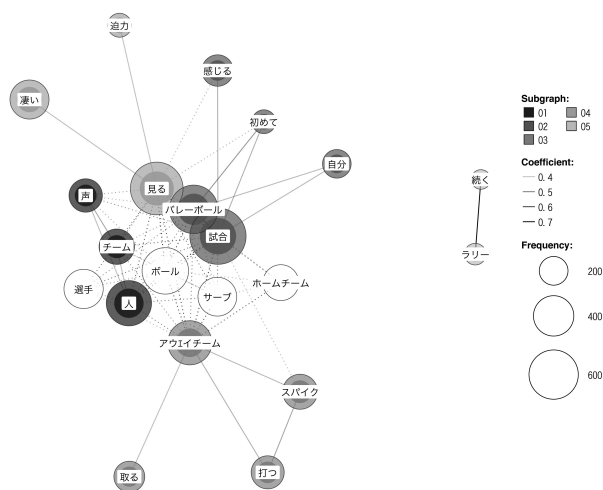 迫力
感じる
凄い
初めて
自分
見る
声
バレーボール
試合
チーム
ボール
選手
サーブ
ホームチーム
人
アウエイチーム
スパイク
取る
打つ
続く
ラリー
Subgraph:
01 04
02 05
03
Coefficient:
0.4
0.5
0.6
0.7
Frequency:
200
400
600